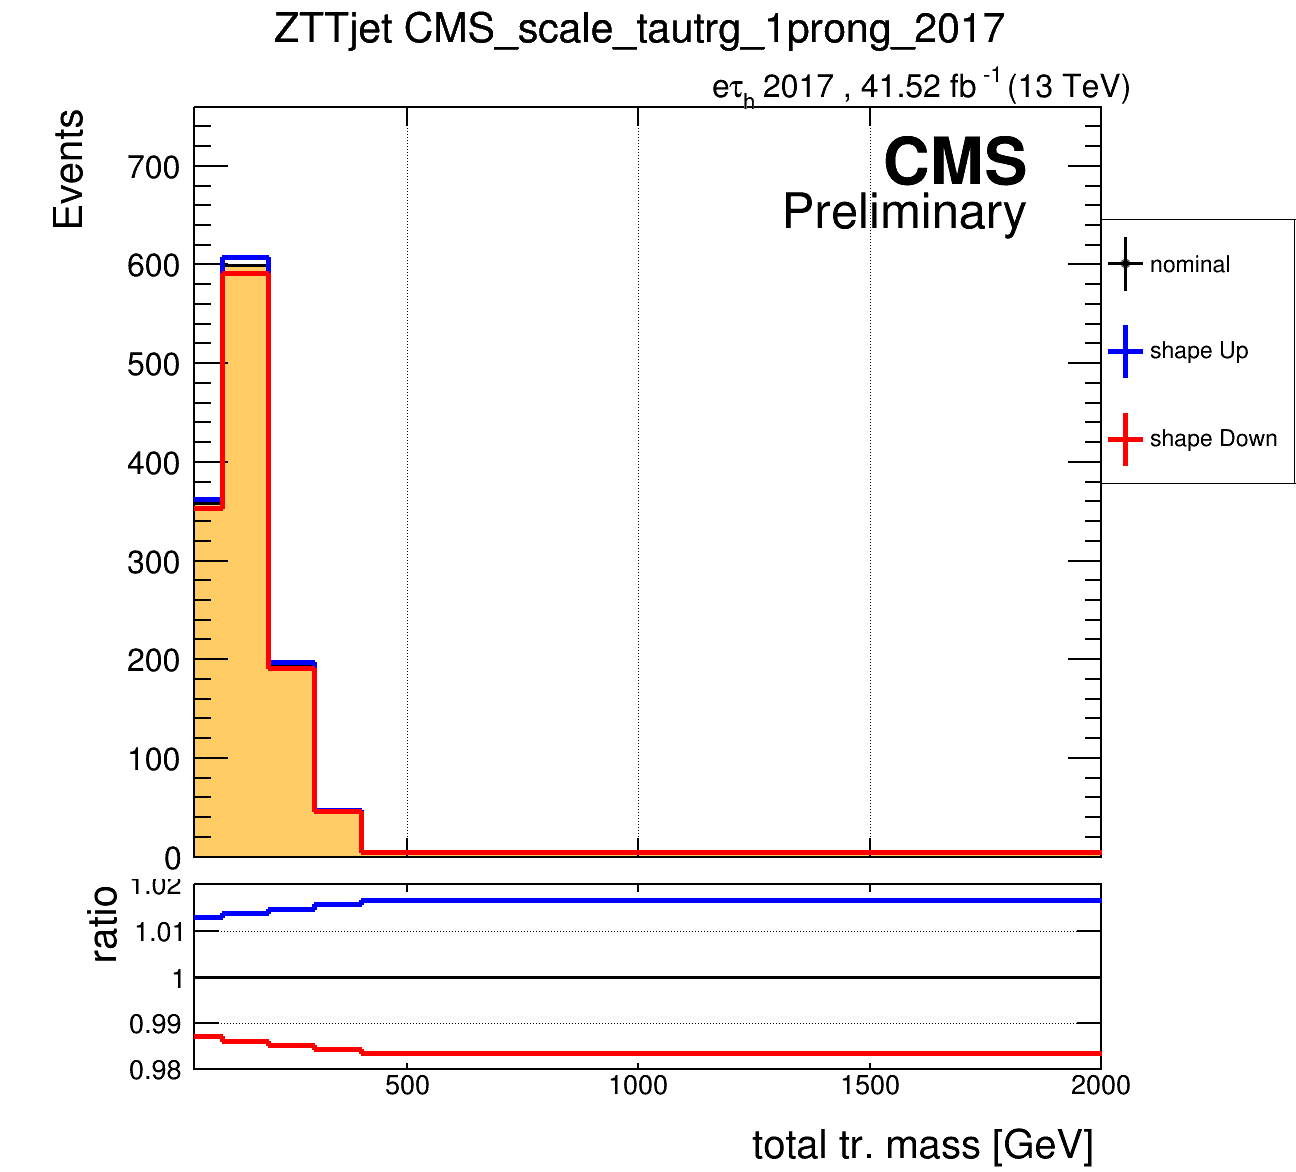 ZTTjet CMS_scale_tautrg_1prong_2017
eτh 2017 , 41.52 fb -1 (13 TeV)
Events
700
600
500
400
300
200
100
0
CMS
Preliminary
nominal
shape Up
shape Down
ratio
1.02
1.01
1
0.99
0.98
500 1000 1500 2000
total tr. mass [GeV]